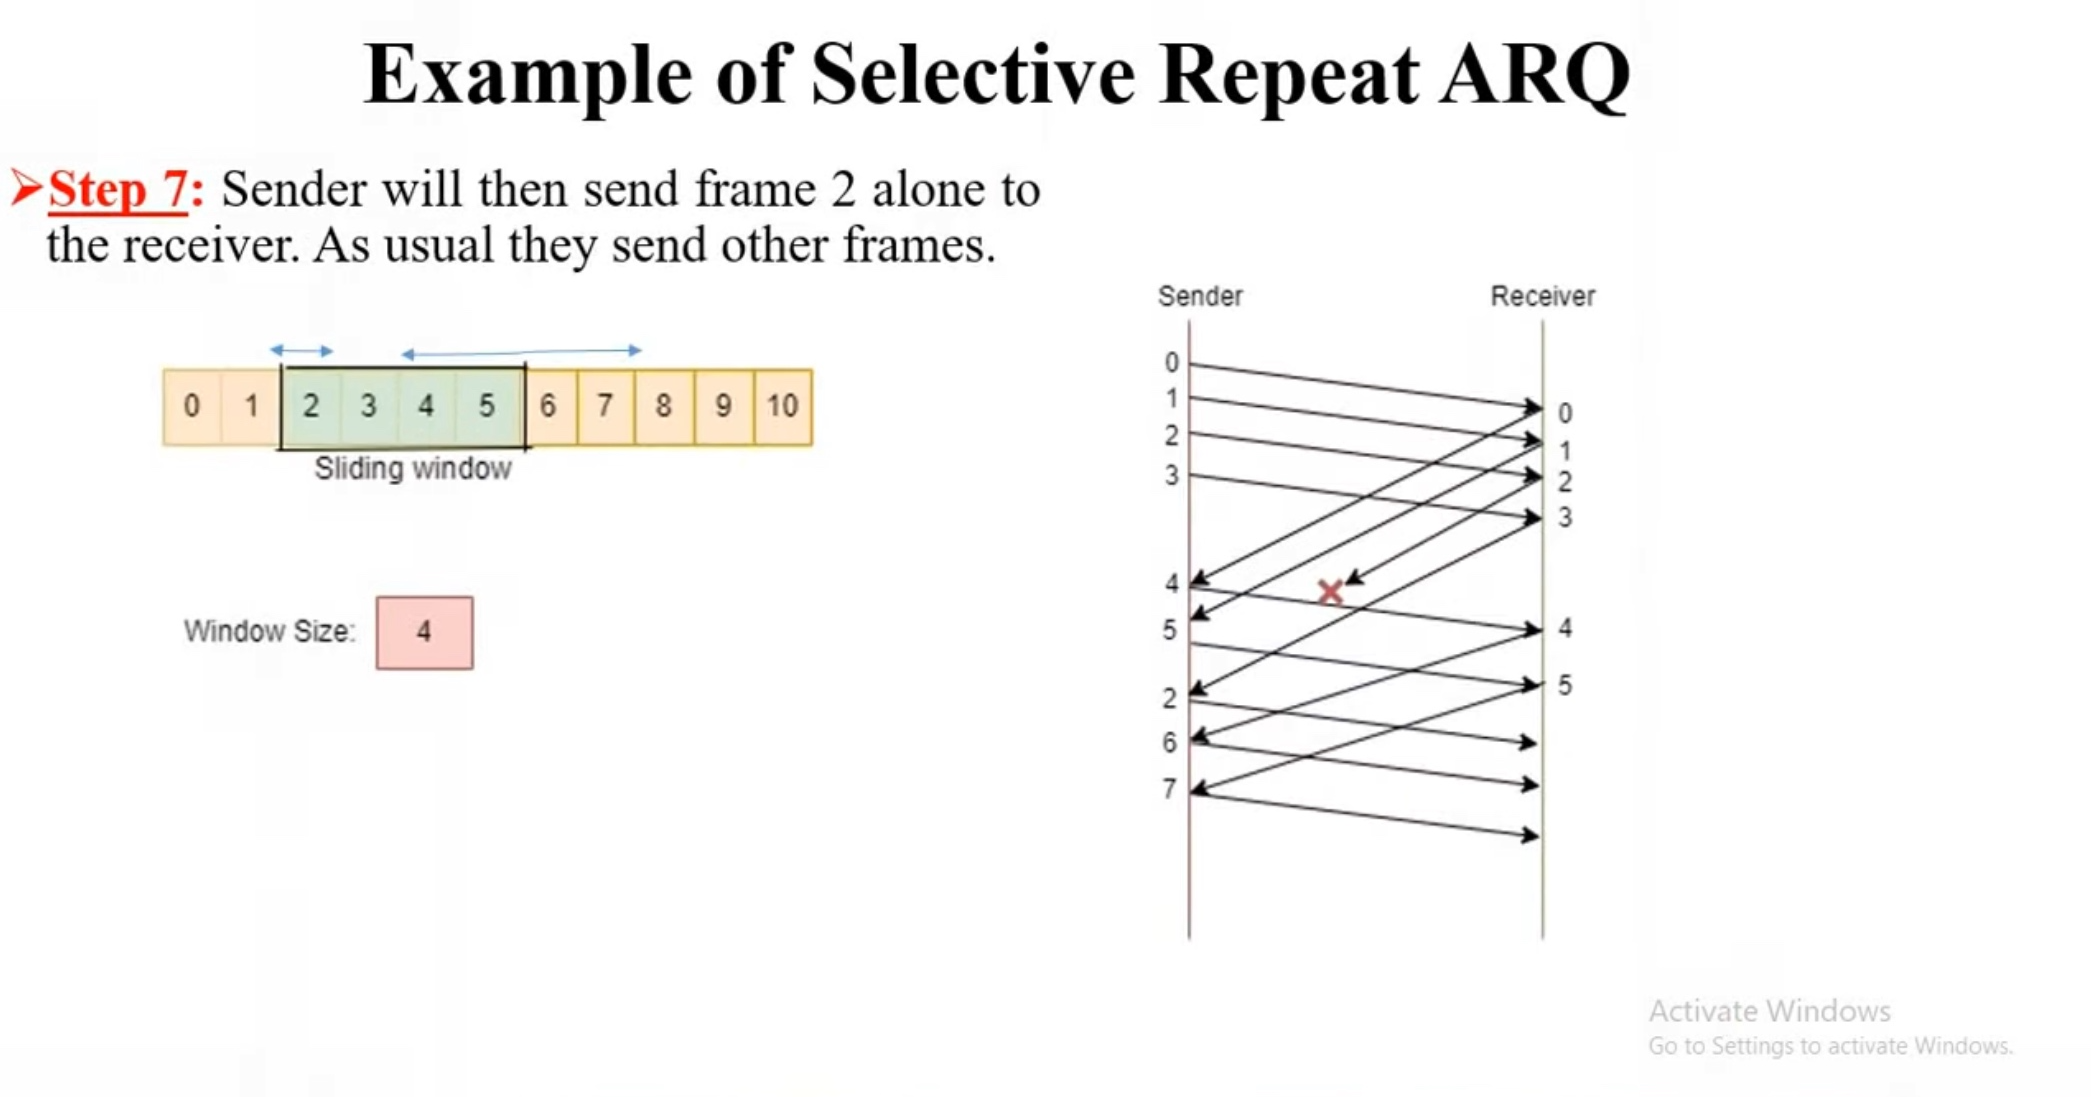 Example of Selective Repeat ARQ
➢Step 7: Sender will then send frame 2 alone to
the receiver. As usual they send other frames.
0 1 2 3 4 5 6 7 8 9 10
Sliding window
Window Size: 4
Sender Receiver
0
1
2
3
4
5
2
6
7
0
1
2
3
4
5
Activate Windows
Go to Settings to activate Windows.